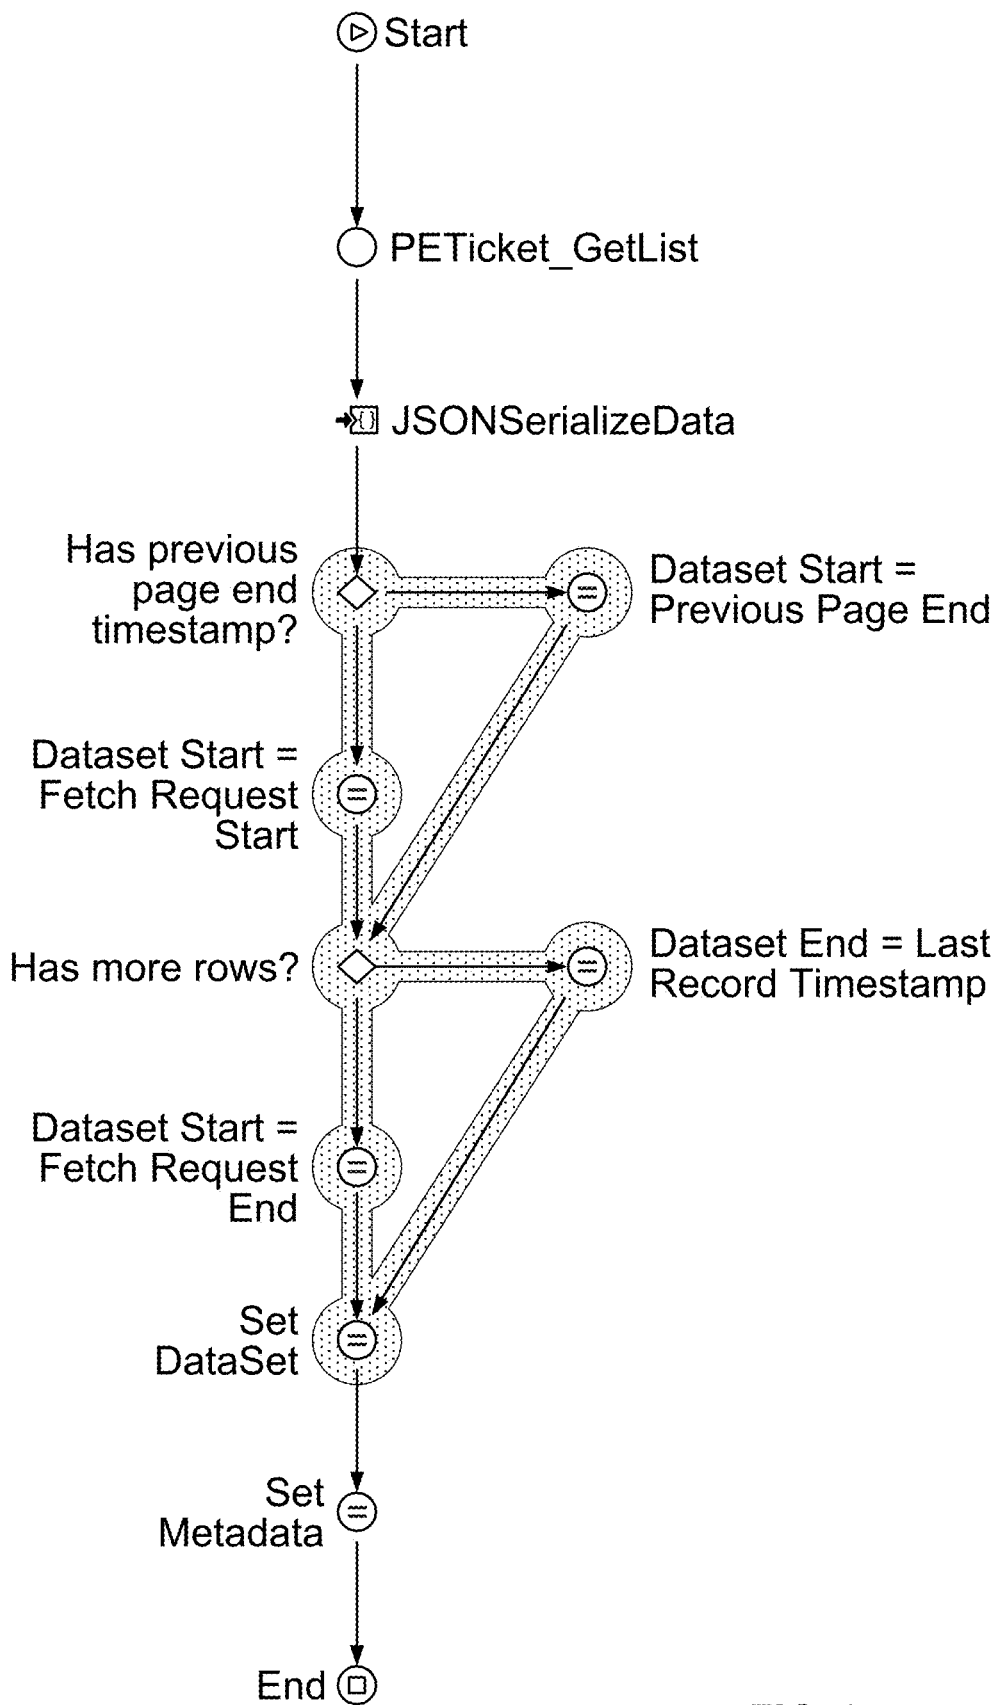 Start
PETicket_GetList
JSONSerializeData
Has previous
page end
timestamp?
Dataset Start =
Previous Page End
Dataset Start =
Fetch Request
Start
Has more rows?
Dataset End = Last
Record Timestamp
Dataset Start =
Fetch Request
End
Set
DataSet
Set
Metadata
End